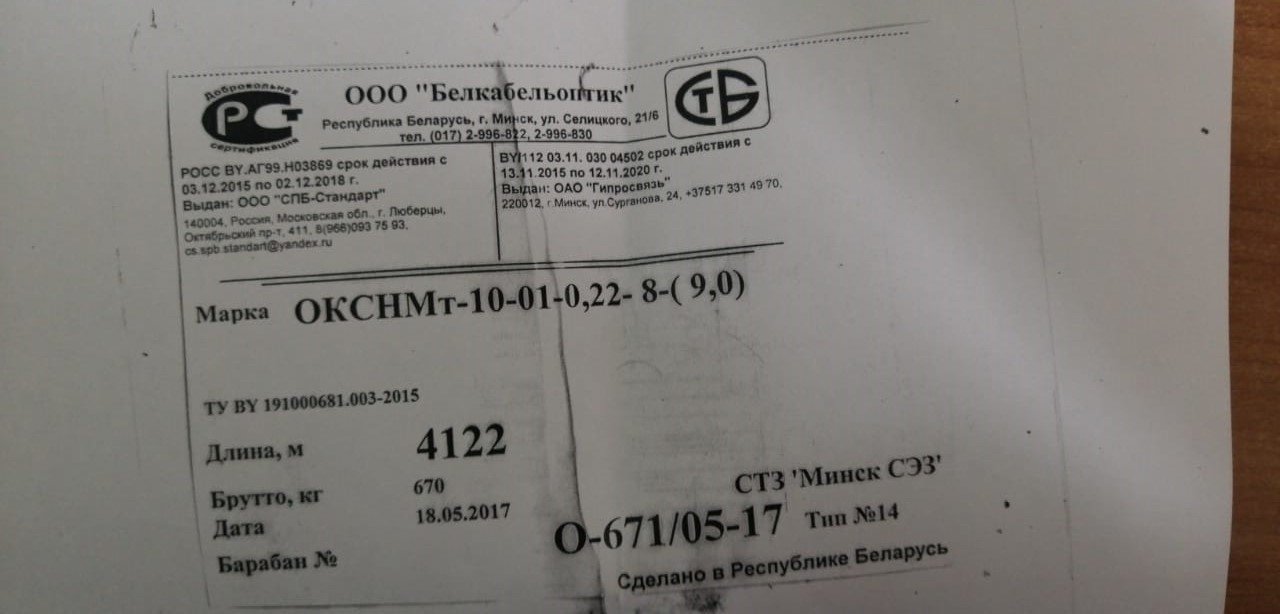 Добровольная
РСТ
сертификация
ООО "Белкабельоптик"
Республика Беларусь, г. Минск, ул. Селицкого, 21/6
тел. (017) 2-996-822, 2-996-830
СТБ
РОСС BY.АГ99.Н03869 срок действия с
03.12.2015 по 02.12.2018 г.
Выдан: ООО "СПБ-Стандарт"
140004, Россия, Московская обл., г. Люберцы,
Октябрьский пр-т, 411, 8(966)093 75 93,
cs.spb.standart@yandex.ru
BY/112 03.11. 030 04502 срок действия с
13.11.2015 по 12.11.2020 г.
Выдан: ОАО "Гипросвязь"
220012, г.Минск, ул.Сурганова, 24, +37517 331 49 70.
Марка ОКСНМт-10-01-0,22- 8-( 9,0)
ТУ BY 191000681.003-2015
Длина, м 4122
Брутто, кг 670
Дата 18.05.2017
СТЗ 'Минск СЭЗ'
Барабан № О-671/05-17 Тип №14
Сделано в Республике Беларусь